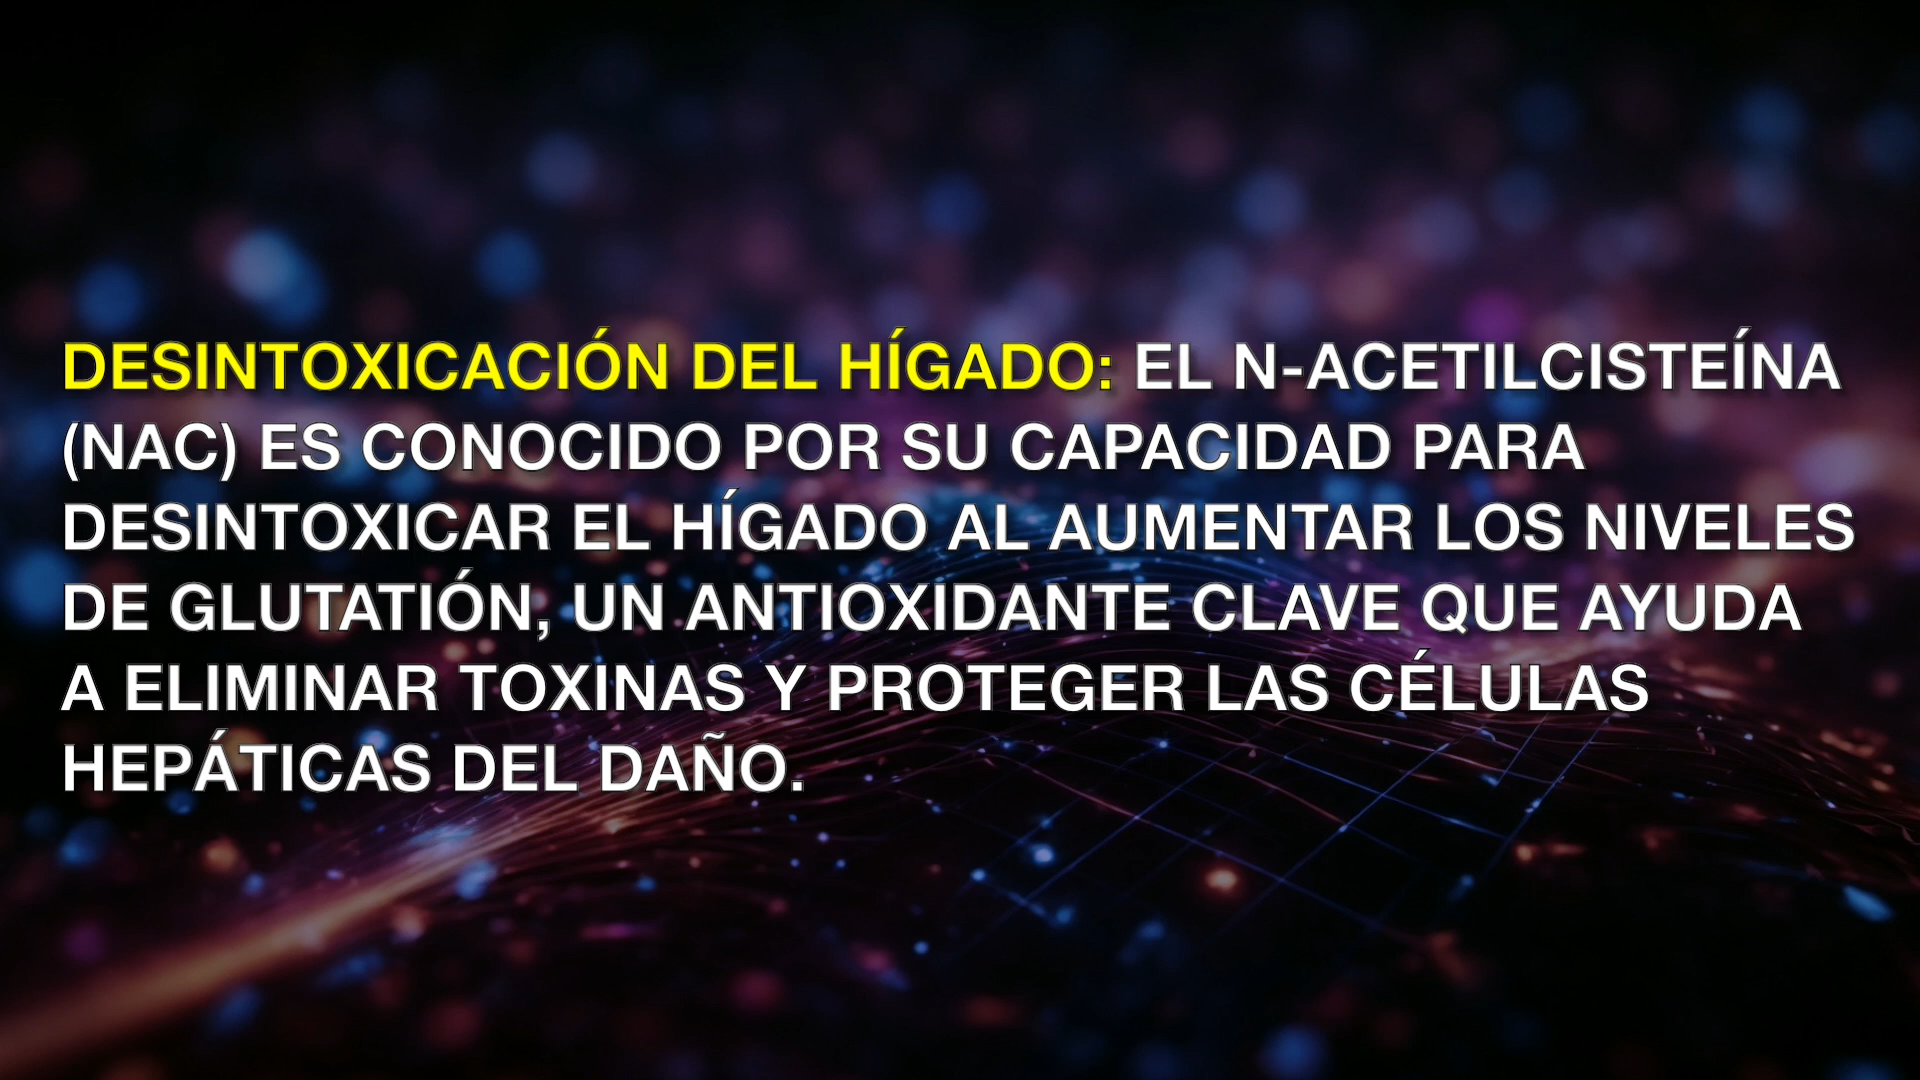 DESINTOXICACIÓN DEL HÍGADO: EL N-ACETILCISTEÍNA
(NAC) ES CONOCIDO POR SU CAPACIDAD PARA
DESINTOXICAR EL HÍGADO AL AUMENTAR LOS NIVELES
DE GLUTATIÓN, UN ANTIOXIDANTE CLAVE QUE AYUDA
A ELIMINAR TOXINAS Y PROTEGER LAS CÉLULAS
HEPÁTICAS DEL DAÑO.